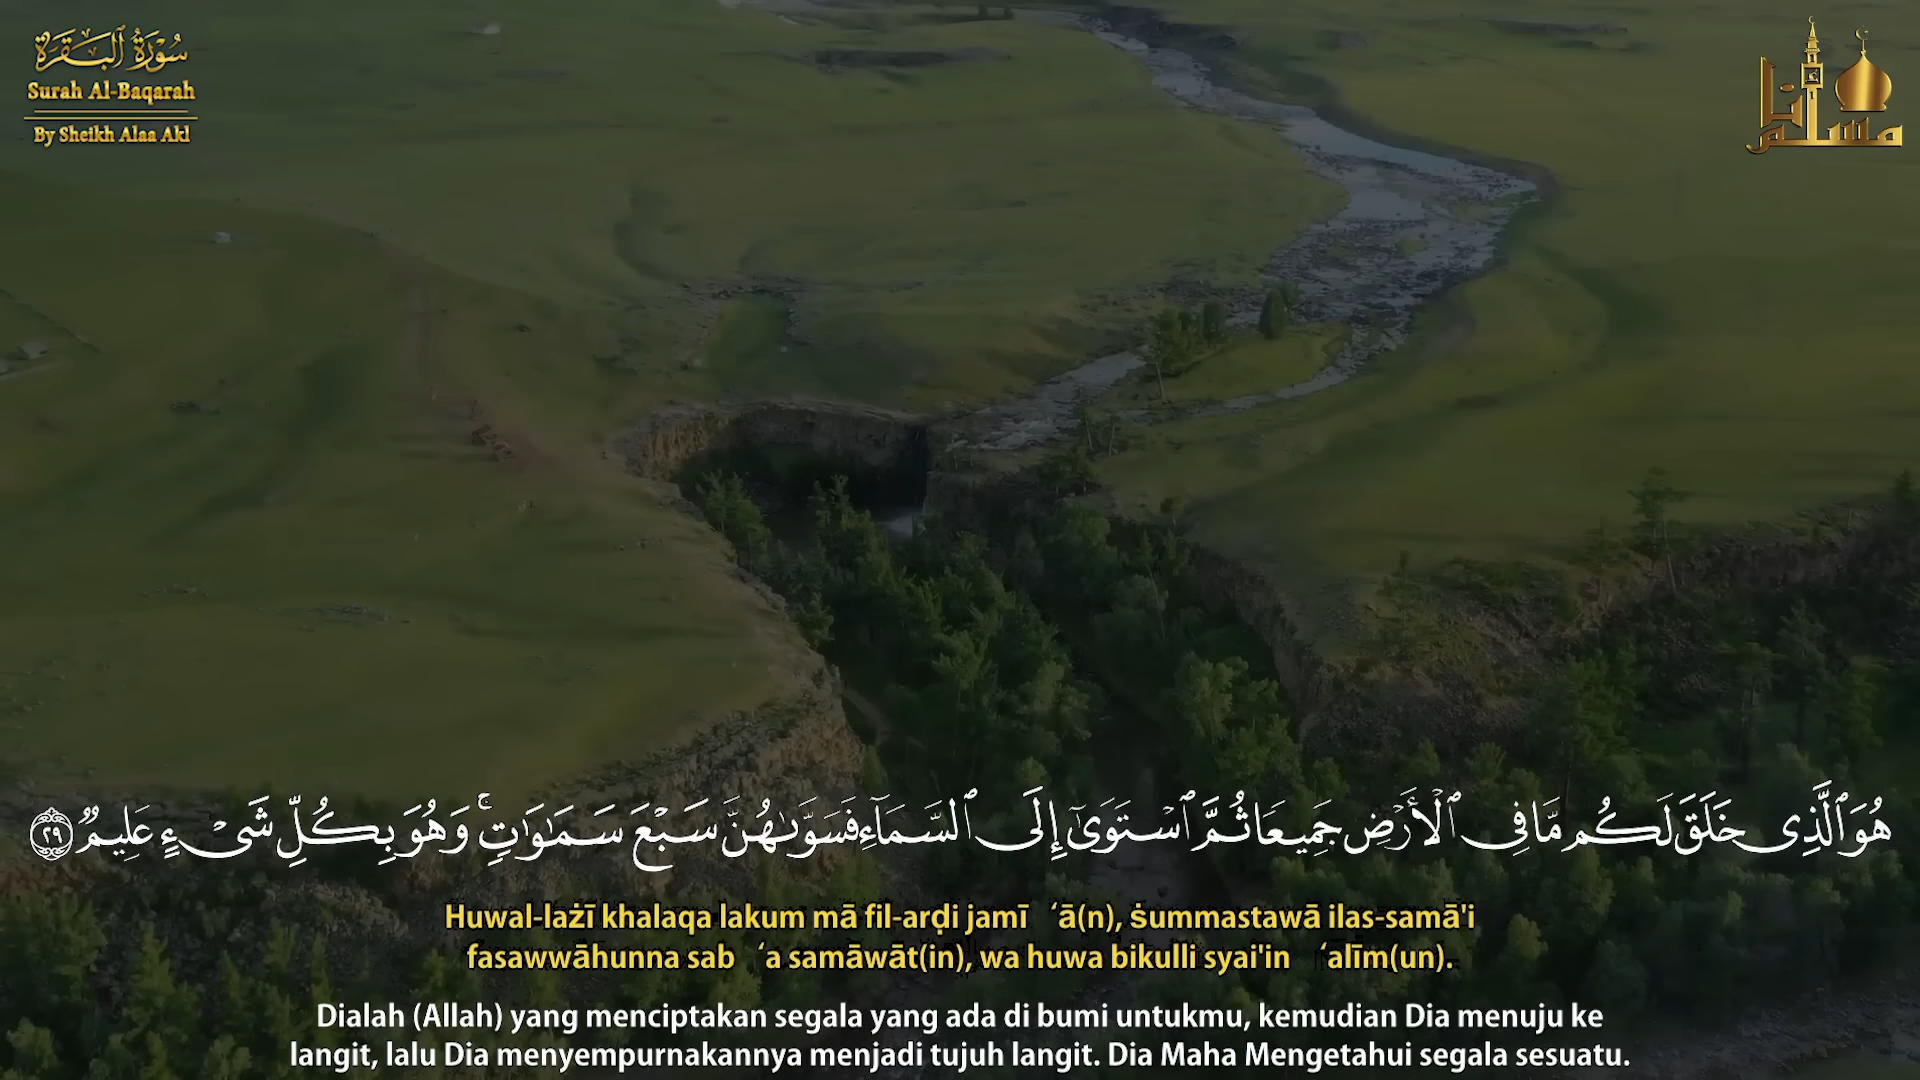 سُورَةُ ٱلْبَقَرَةِ
Surah Al-Baqarah
By Sheikh Alaa Akl
أنا مسلم
هُوَ ٱلَّذِى خَلَقَ لَكُم مَّا فِى ٱلْأَرْضِ جَمِيعًا ثُمَّ ٱسْتَوَىٰٓ إِلَى ٱلسَّمَآءِ فَسَوَّىٰهُنَّ سَبْعَ سَمَٰوَٰتٍ ۚ وَهُوَ بِكُلِّ شَىْءٍ عَلِيمٌ ٢٩
Huwal-lażī khalaqa lakum mā fil-arḍi jamī ‘ā(n), ṡummastawā ilas-samā'i
fasawwāhunna sab ‘a samāwāt(in), wa huwa bikulli syai'in ‘alīm(un).
Dialah (Allah) yang menciptakan segala yang ada di bumi untukmu, kemudian Dia menuju ke
langit, lalu Dia menyempurnakannya menjadi tujuh langit. Dia Maha Mengetahui segala sesuatu.